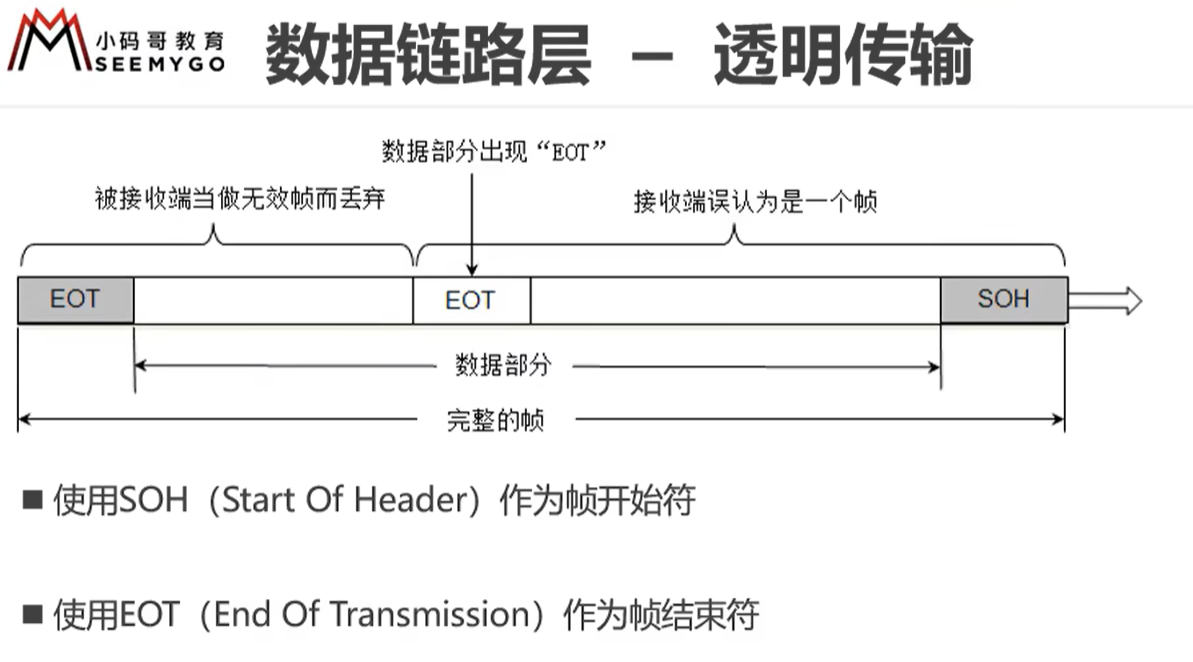 小码哥教育
SEEMYGO
数据链路层 － 透明传输
数据部分出现“EOT”
被接收端当做无效帧而丢弃
接收端误认为是一个帧
EOT
EOT
SOH
数据部分
完整的帧
■ 使用SOH（Start Of Header）作为帧开始符
■ 使用EOT（End Of Transmission）作为帧结束符